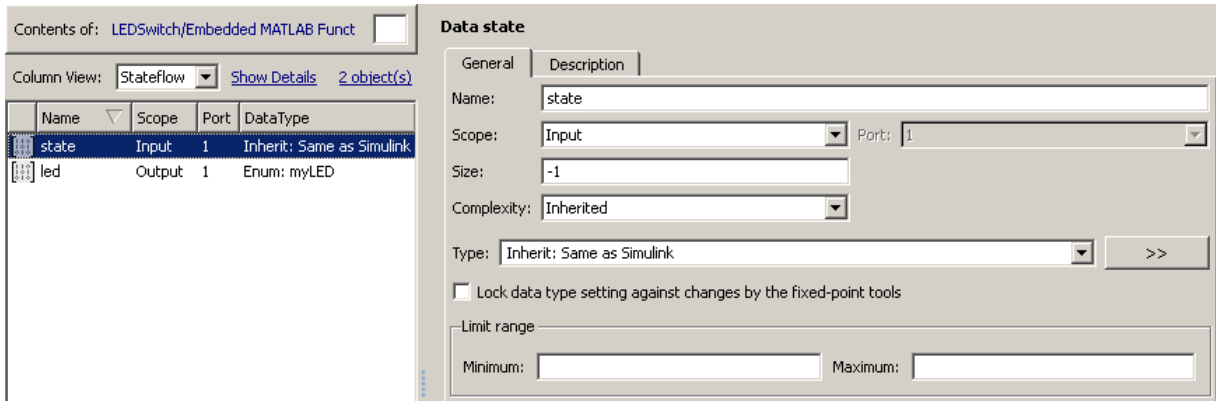 Contents of: LEDSwitch/Embedded MATLAB Funct
Column View: Stateflow Show Details 2 object(s)
Name Scope Port DataType
state Input 1 Inherit: Same as Simulink
led Output 1 Enum: myLED
Data state
General Description
Name: state
Scope: Input Port: 1
Size: -1
Complexity: Inherited
Type: Inherit: Same as Simulink >>
Lock data type setting against changes by the fixed-point tools
Limit range
Minimum: Maximum: